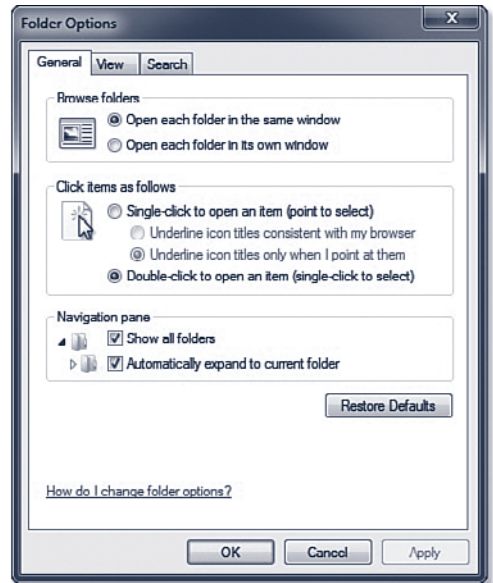 Folder Options
General View Search
Browse folders
Open each folder in the same window
Open each folder in its own window
Click items as follows
Single-click to open an item (point to select)
Underline icon titles consistent with my browser
Underline icon titles only when I point at them
Double-click to open an item (single-click to select)
Navigation pane
Show all folders
Automatically expand to current folder
Restore Defaults
How do I change folder options?
OK Cancel Apply